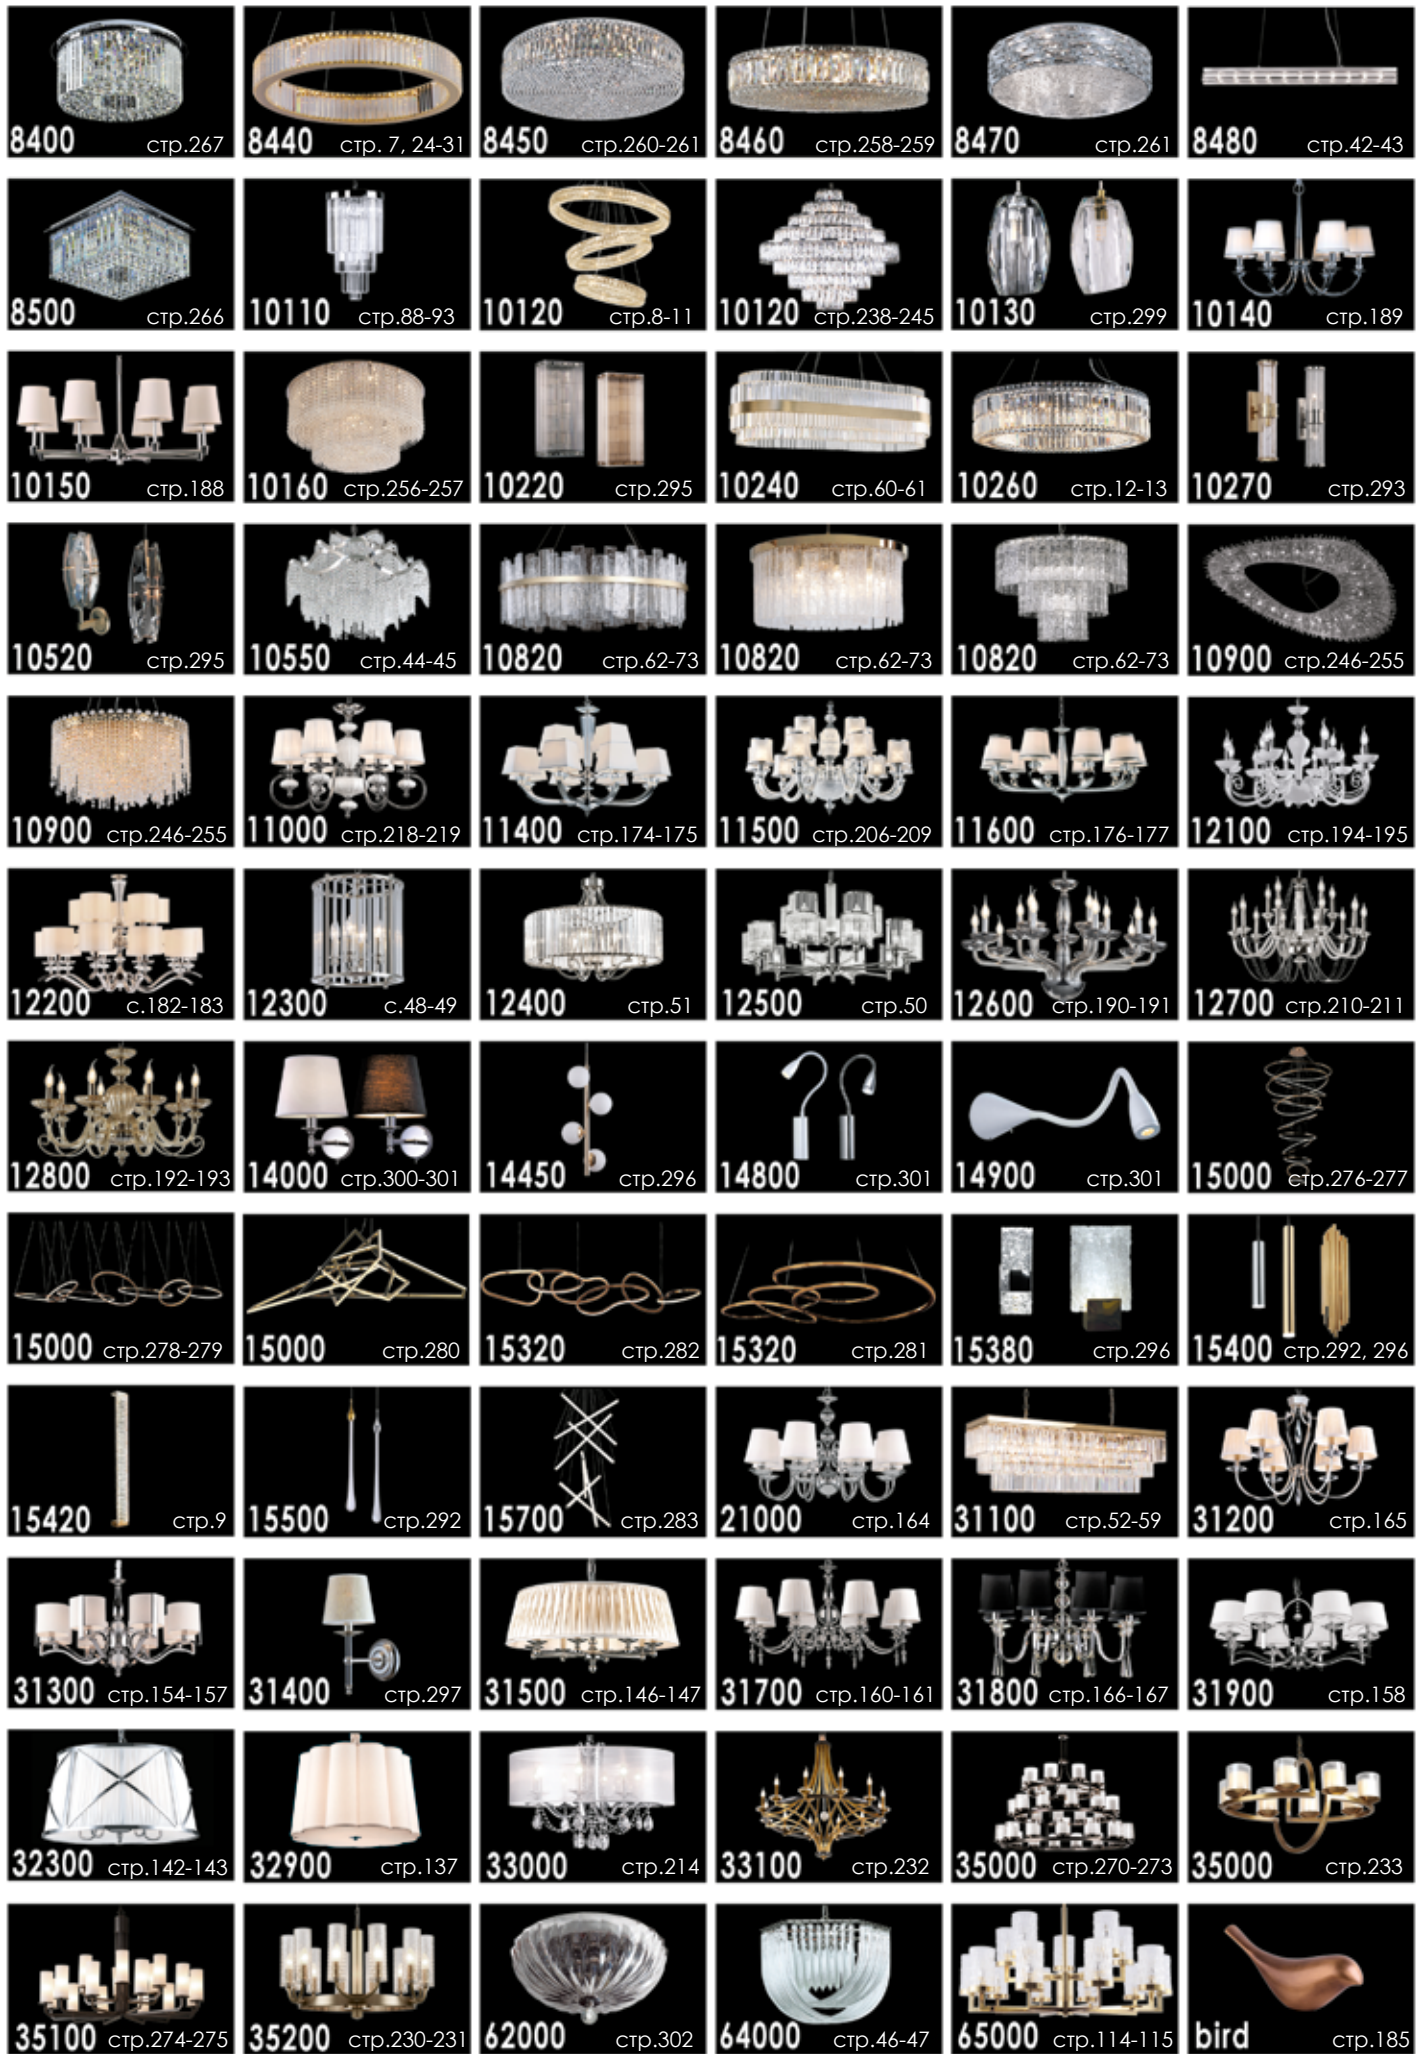 8400 стр.267
8440 стр. 7, 24-31
8450 стр.260-261
8460 стр.258-259
8470 стр.261
8480 стр.42-43
8500 стр.266
10110 стр.88-93
10120 стр.8-11
10120 стр.238-245
10130 стр.299
10140 стр.189
10150 стр.188
10160 стр.256-257
10220 стр.295
10240 стр.60-61
10260 стр.12-13
10270 стр.293
10520 стр.295
10550 стр.44-45
10820 стр.62-73
10820 стр.62-73
10820 стр.62-73
10900 стр.246-255
10900 стр.246-255
11000 стр.218-219
11400 стр.174-175
11500 стр.206-209
11600 стр.176-177
12100 стр.194-195
12200 с.182-183
12300 с.48-49
12400 стр.51
12500 стр.50
12600 стр.190-191
12700 стр.210-211
12800 стр.192-193
14000 стр.300-301
14450 стр.296
14800 стр.301
14900 стр.301
15000 стр.276-277
15000 стр.278-279
15000 стр.280
15320 стр.282
15320 стр.281
15380 стр.296
15400 стр.292, 296
15420 стр.9
15500 стр.292
15700 стр.283
21000 стр.164
31100 стр.52-59
31200 стр.165
31300 стр.154-157
31400 стр.297
31500 стр.146-147
31700 стр.160-161
31800 стр.166-167
31900 стр.158
32300 стр.142-143
32900 стр.137
33000 стр.214
33100 стр.232
35000 стр.270-273
35000 стр.233
35100 стр.274-275
35200 стр.230-231
62000 стр.302
64000 стр.46-47
65000 стр.114-115
bird стр.185